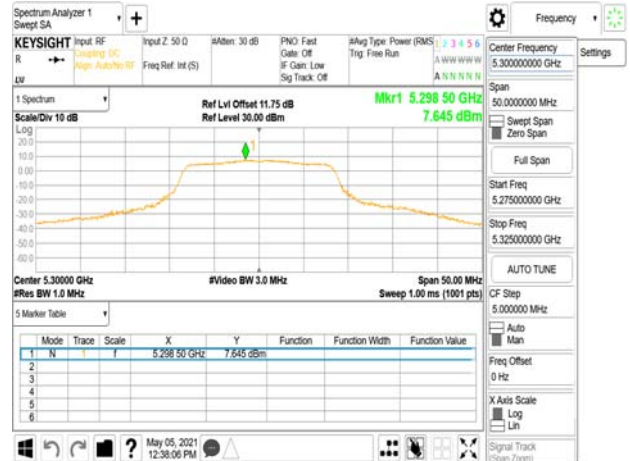 Spectrum Analyzer 1
Swept SA
Frequency
KEYSIGHT
Input: RF
Coupling: DC
Align: Auto/No RF
Input Z: 50 Ω
Freq Ref: Int (S)
#Atten: 30 dB
PNO: Fast
Gate: Off
IF Gain: Low
Sig Track: Off
#Avg Type: Power (RMS
Trig: Free Run
1 2 3 4 5 6
A W W W W W
A N N N N N
R
LV
Center Frequency
5.300000000 GHz
Settings
Span
50.0000000 MHz
Swept Span
Zero Span
Full Span
Start Freq
5.275000000 GHz
Stop Freq
5.325000000 GHz
AUTO TUNE
CF Step
5.000000 MHz
Auto
Man
Freq Offset
0 Hz
X Axis Scale
Log
Lin
Signal Track
(Span Zoom)
1 Spectrum
Scale/Div 10 dB
Ref Lvl Offset 11.75 dB
Ref Level 30.00 dBm
Mkr1 5.298 50 GHz
7.645 dBm
Log
20.0
10.0
0.00
-10.0
-20.0
-30.0
-40.0
-50.0
-60.0
1
Center 5.30000 GHz
#Res BW 1.0 MHz
#Video BW 3.0 MHz
Span 50.00 MHz
Sweep 1.00 ms (1001 pts)
5 Marker Table
Mode Trace Scale X Y Function Function Width Function Value
1 N 1 f 5.298 50 GHz 7.645 dBm
2
3
4
5
6
?
May 05, 2021
12:38:06 PM